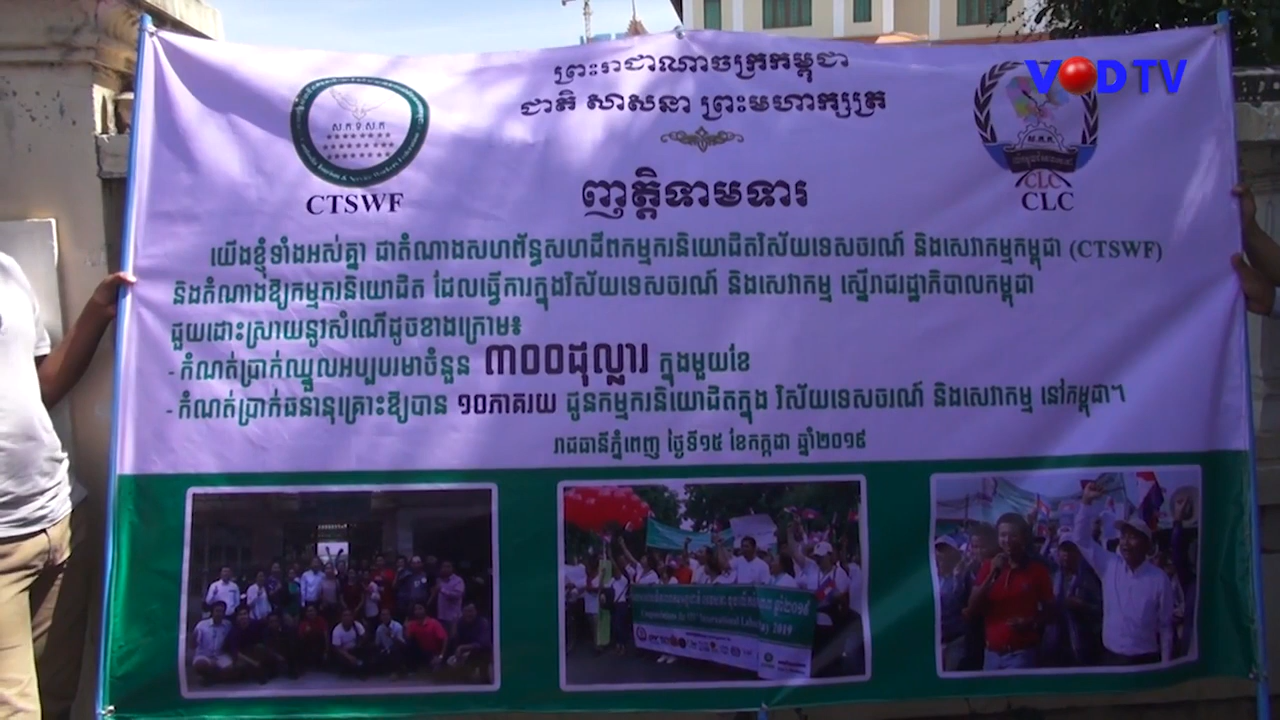 ព្រះរាជាណាចក្រកម្ពុជា
ជាតិ សាសនា ព្រះមហាក្សត្រ
VODTV
ស.ក.ទ.ស.ក
CTSWF
ស.ក.ក
CLC
CLC
ញត្តិទាមទារ
យើងខ្ញុំទាំងអស់គ្នា ជាតំណាងសហព័ន្ធសហជីពកម្មករនិយោជិតវិស័យទេសចរណ៍ និងសេវាកម្មកម្ពុជា (CTSWF)
និងតំណាងឱ្យកម្មករនិយោជិត ដែលធ្វើការក្នុងវិស័យទេសចរណ៍ និងសេវាកម្ម ស្នើរាជរដ្ឋាភិបាលកម្ពុជា
ជួយដោះស្រាយនូវសំណើដូចខាងក្រោម៖
- កំណត់ប្រាក់ឈ្នួលអប្បបរមាចំនួន ៣០០ដុល្លារ ក្នុងមួយខែ
- កំណត់ប្រាក់ធនានុគ្រោះឱ្យបាន ១០ភាគរយ ជូនកម្មករនិយោជិតក្នុង វិស័យទេសចរណ៍ និងសេវាកម្ម នៅកម្ពុជា។
រាជធានីភ្នំពេញ ថ្ងៃទី១៥ ខែកក្កដា ឆ្នាំ២០១៩